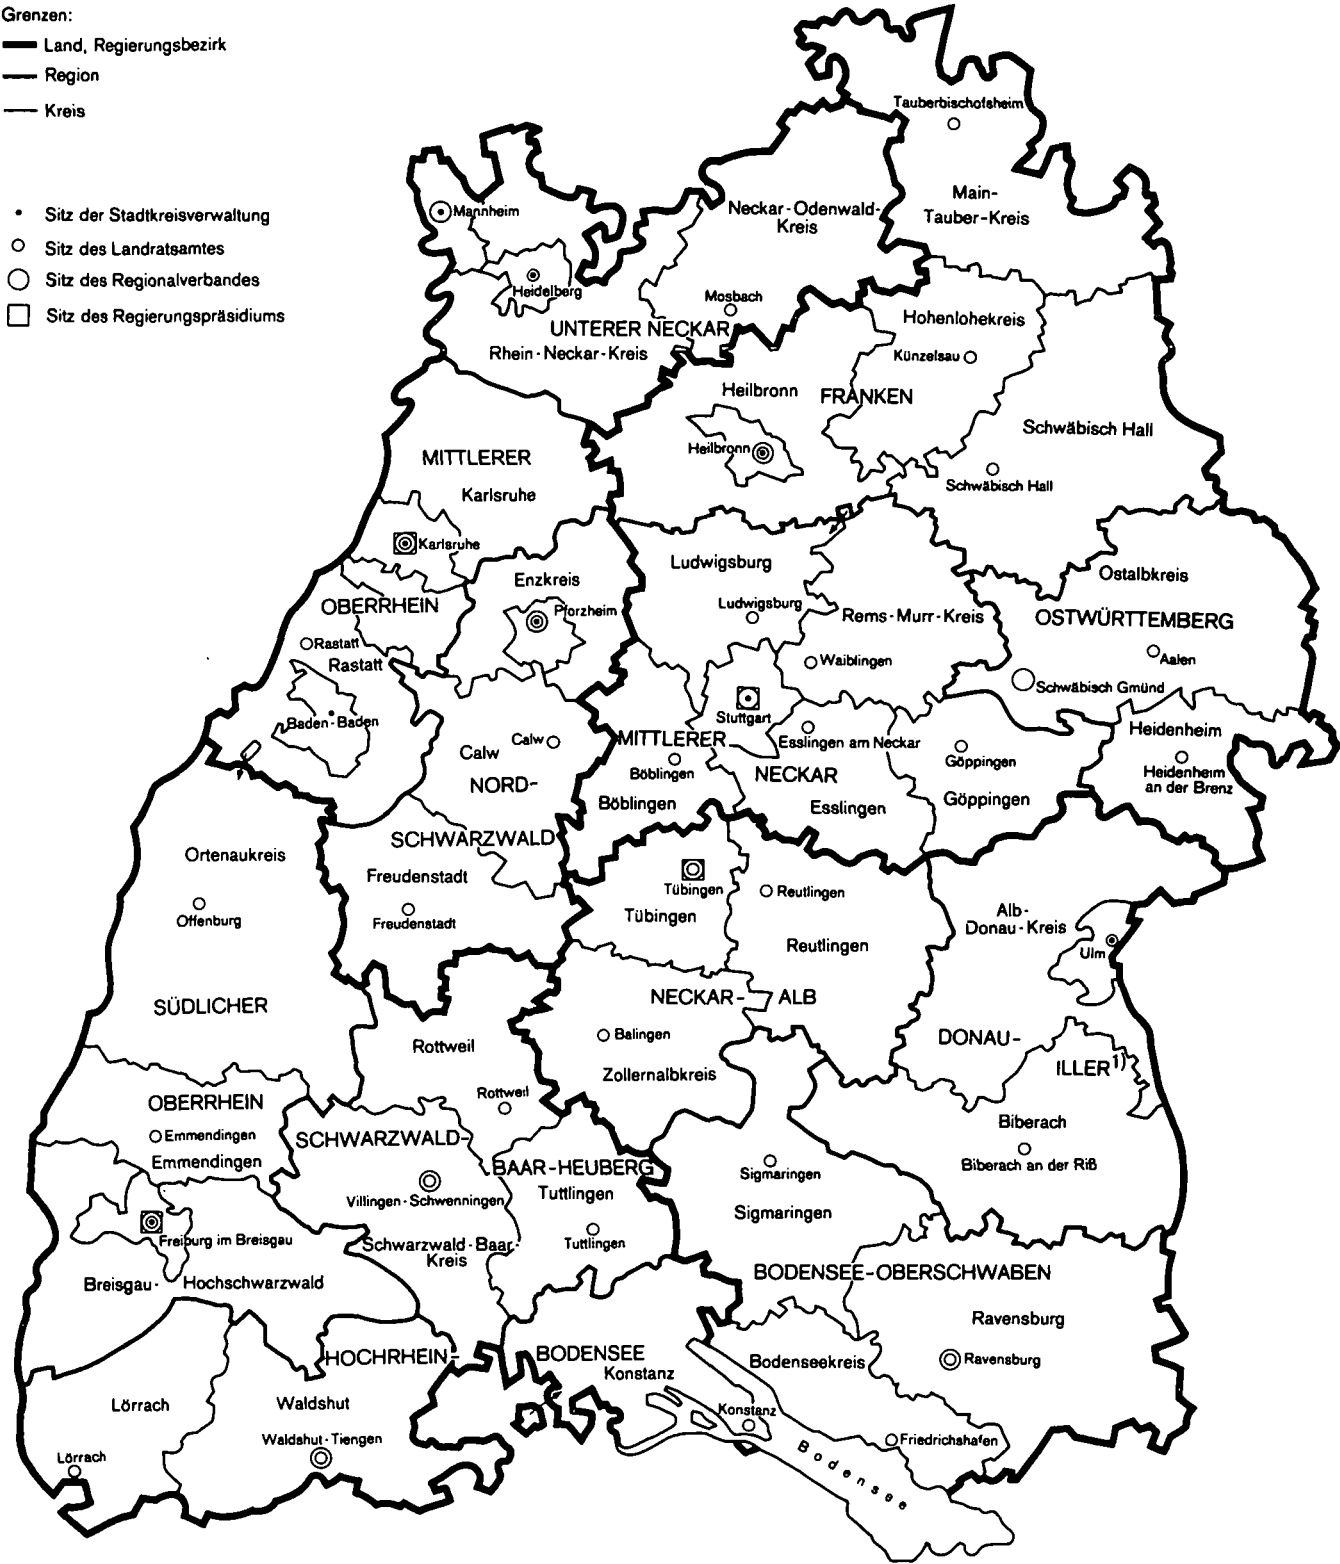 Grenzen:
Land, Regierungsbezirk
Region
Kreis
Sitz der Stadtkreisverwaltung
Sitz des Landratsamtes
Sitz des Regionalverbandes
Sitz des Regierungspräsidiums
Tauberbischofsheim
Main-
Tauber-Kreis
Mannheim
Neckar-Odenwald-
Kreis
Heidelberg
Mosbach
UNTERER NECKAR
Rhein-Neckar-Kreis
Hohenlohekreis
Künzelsau
Heilbronn
FRANKEN
Heilbronn
Schwäbisch Hall
Schwäbisch Hall
MITTLERER
Karlsruhe
Karlsruhe
OBERRHEIN
Enzkreis
Pforzheim
Ludwigsburg
Ludwigsburg
Rems-Murr-Kreis
Waiblingen
Ostalbkreis
OSTWÜRTTEMBERG
Aalen
Schwäbisch Gmünd
Rastatt
Rastatt
Baden-Baden
Calw
Calw
NORD-
Stuttgart
MITTLERER
Böblingen
Böblingen
Esslingen am Neckar
NECKAR
Esslingen
Göppingen
Göppingen
Heidenheim
Heidenheim
an der Brenz
SCHWARZWALD
Freudenstadt
Freudenstadt
Ortenaukreis
Offenburg
Tübingen
Tübingen
Reutlingen
Reutlingen
Alb-
Donau-Kreis
Ulm
SÜDLICHER
NECKAR-ALB
Balingen
Zollernalbkreis
DONAU-
ILLER¹⁾
Rottweil
Rottweil
OBERRHEIN
Emmendingen
Emmendingen
SCHWARZWALD-
Villingen-Schwenningen
BAAR-HEUBERG
Tuttlingen
Tuttlingen
Schwarzwald-Baar-
Kreis
Biberach
Biberach an der Riß
Sigmaringen
Sigmaringen
Freiburg im Breisgau
Breisgau-Hochschwarzwald
BODENSEE-OBERSCHWABEN
Ravensburg
Ravensburg
HOCHRHEIN-
BODENSEE
Konstanz
Konstanz
Bodenseekreis
Friedrichshafen
Lörrach
Lörrach
Waldshut
Waldshut-Tiengen
Bodensee